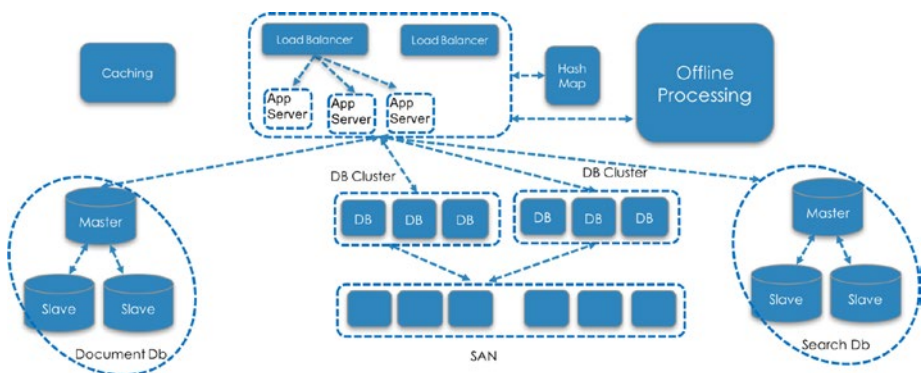 Load Balancer
Load Balancer
Caching
Hash
Map
Offline
Processing
App
Server
App
Server
App
Server
DB Cluster
DB Cluster
Master
Master
DB
DB
DB
DB
DB
DB
Slave
Slave
Slave
Slave
Document Db
SAN
Search Db